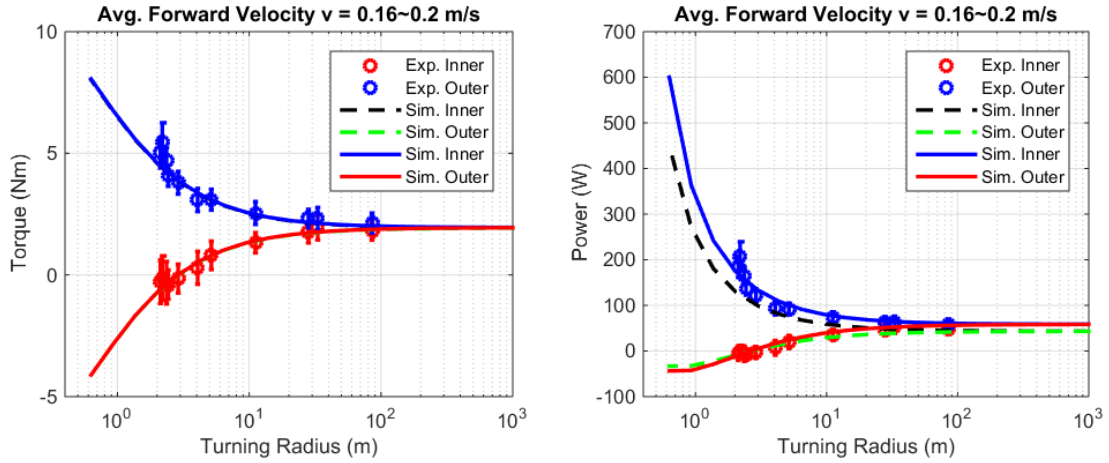 Avg. Forward Velocity v = 0.16~0.2 m/s
10
5
0
-5
Torque (Nm)
10^0
10^1
10^2
10^3
Turning Radius (m)
Exp. Inner
Exp. Outer
Sim. Inner
Sim. Outer
Sim. Inner
Sim. Outer
Avg. Forward Velocity v = 0.16~0.2 m/s
700
600
500
400
300
200
100
0
-100
Power (W)
10^0
10^1
10^2
10^3
Turning Radius (m)
Exp. Inner
Exp. Outer
Sim. Inner
Sim. Outer
Sim. Inner
Sim. Outer